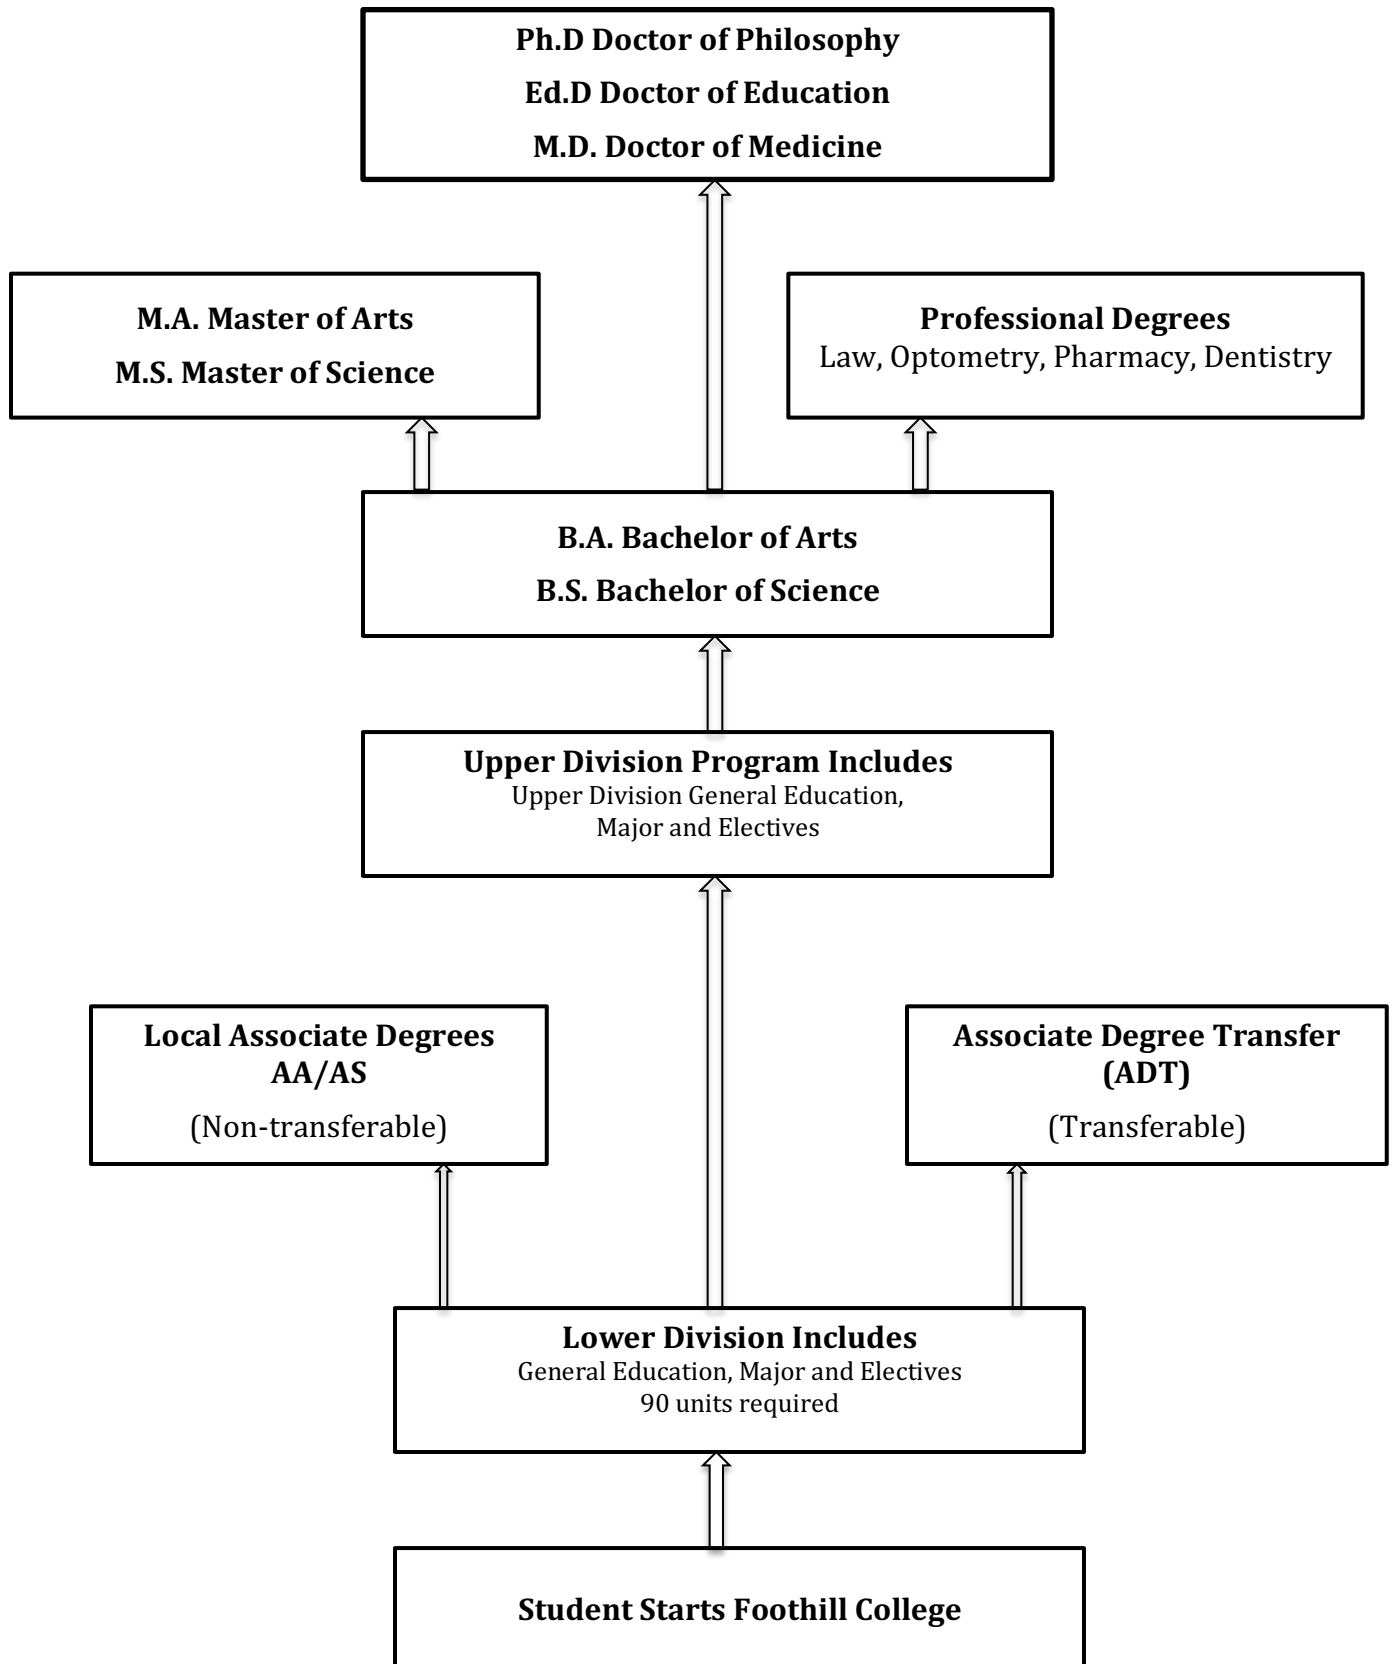 Ph.D Doctor of Philosophy
Ed.D Doctor of Education
M.D. Doctor of Medicine
M.A. Master of Arts
M.S. Master of Science
Professional Degrees
Law, Optometry, Pharmacy, Dentistry
B.A. Bachelor of Arts
B.S. Bachelor of Science
Upper Division Program Includes
Upper Division General Education,
Major and Electives
Local Associate Degrees
AA/AS
(Non-transferable)
Associate Degree Transfer
(ADT)
(Transferable)
Lower Division Includes
General Education, Major and Electives
90 units required
Student Starts Foothill College